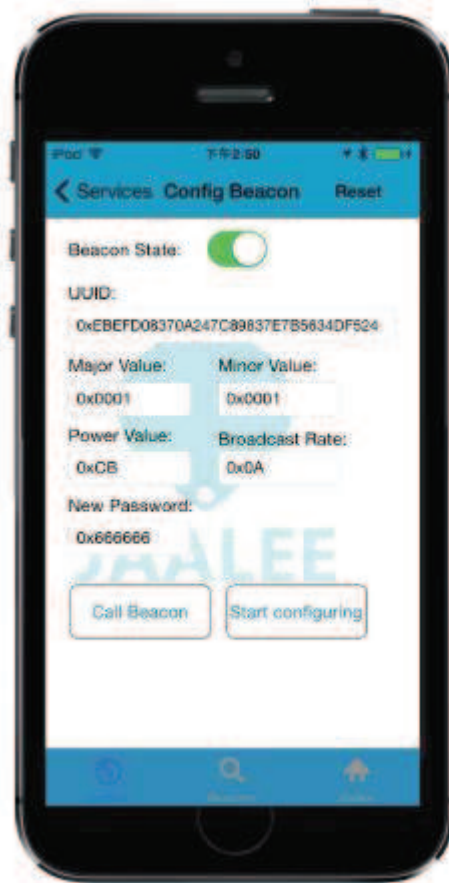 iPod 下午2:50
Services Config Beacon Reset
Beacon State:
UUID:
0xEBEFD08370A247C89837E7B5634DF524
Major Value: Minor Value:
0x0001 0x0001
Power Value: Broadcast Rate:
0xCB 0x0A
New Password:
0x666666
JAALEE
Call Beacon Start configuring